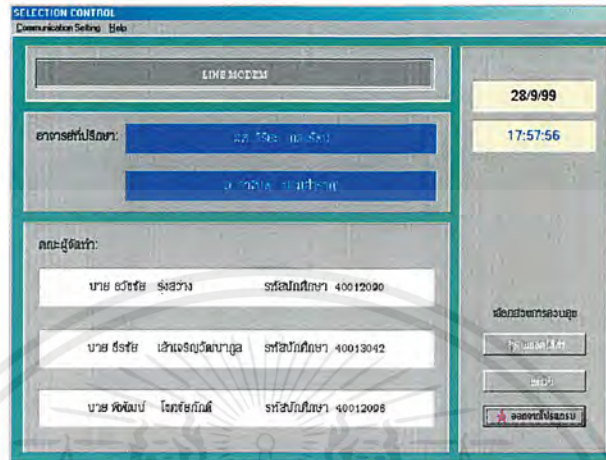 SELECTION CONTROL
Communication Setting Help
LINE MODEM
28/9/99
อาจารย์ที่ปรึกษา:
17:57:56
คณะผู้จัดทำ:
นาย ธวัชชัย รุ่งสว่าง รหัสนักศึกษา 40012090
เลือกส่วนการควบคุม
นาย ธีรชัย เล้าเจริญวัฒนากูล รหัสนักศึกษา 40013042
นาย พิพัฒน์ โชคชัยภักดี รหัสนักศึกษา 40012096
ออกจากโปรแกรม